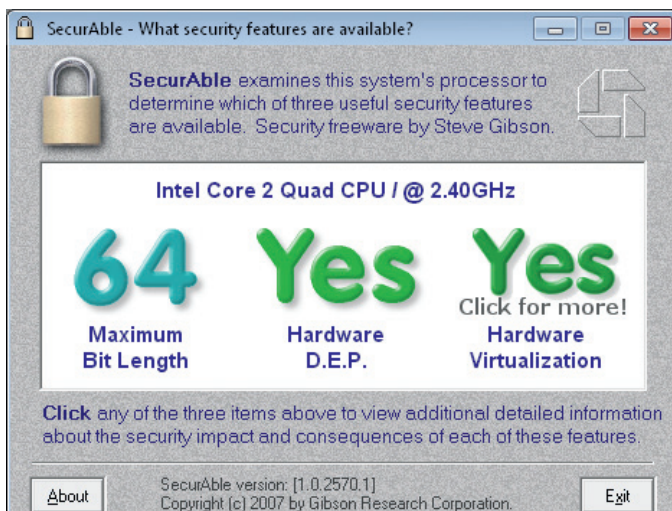 SecurAble - What security features are available?
SecurAble examines this system's processor to
determine which of three useful security features
are available. Security freeware by Steve Gibson.
Intel Core 2 Quad CPU / @ 2.40GHz
64
Yes
Yes
Click for more!
Maximum
Bit Length
Hardware
D.E.P.
Hardware
Virtualization
Click any of the three items above to view additional detailed information
about the security impact and consequences of each of these features.
About
SecurAble version: [1.0.2570.1]
Copyright (c) 2007 by Gibson Research Corporation.
Exit